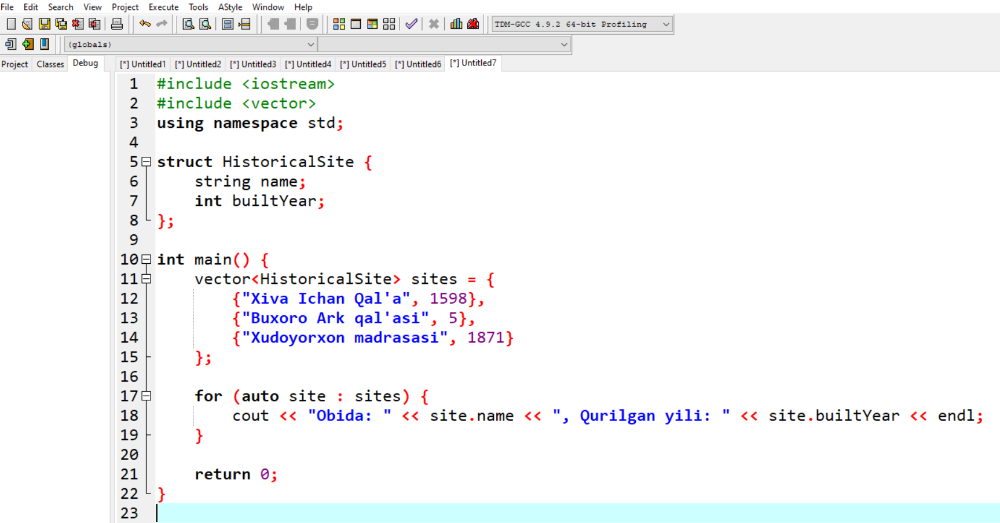 File Edit Search View Project Execute Tools AStyle Window Help
TDM-GCC 4.9.2 64-bit Profiling
(globals)
Project Classes Debug [*] Untitled1 [*] Untitled2 [*] Untitled3 [*] Untitled4 [*] Untitled5 [*] Untitled6 [*] Untitled7
1 #include <iostream>
2 #include <vector>
3 using namespace std;
4
5 struct HistoricalSite {
6 string name;
7 int builtYear;
8 };
9
10 int main() {
11 vector<HistoricalSite> sites = {
12 {"Xiva Ichan Qal'a", 1598},
13 {"Buxoro Ark qal'asi", 5},
14 {"Xudoyorxon madrasasi", 1871}
15 };
16
17 for (auto site : sites) {
18 cout << "Obida: " << site.name << ", Qurilgan yili: " << site.builtYear << endl;
19 }
20
21 return 0;
22 }
23